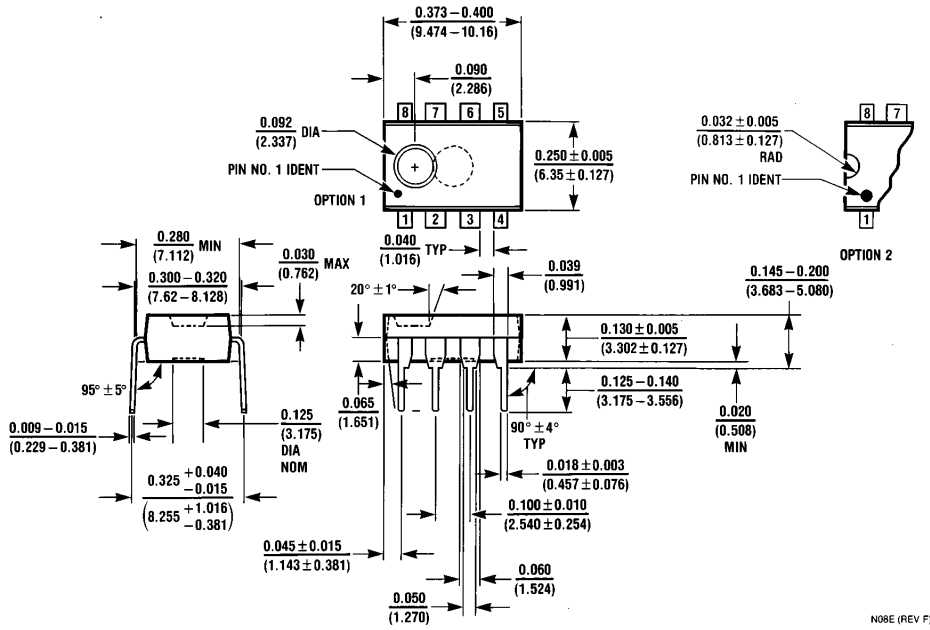 0.373 – 0.400
(9.474 – 10.16)
0.090
(2.286)
8 7 6 5
0.092 DIA
(2.337)
PIN NO. 1 IDENT
OPTION 1
1 2 3 4
0.250 ± 0.005
(6.35 ± 0.127)
0.032 ± 0.005
(0.813 ± 0.127)
RAD
PIN NO. 1 IDENT
8 7
1
OPTION 2
0.280 MIN
(7.112)
0.300 – 0.320
(7.62 – 8.128)
0.030 MAX
(0.762)
95° ± 5°
0.009 – 0.015
(0.229 – 0.381)
0.125
(3.175)
DIA
NOM
0.325 +0.040
−0.015
(8.255 +1.016
−0.381)
0.040 TYP
(1.016)
0.039
(0.991)
20° ± 1°
0.145 – 0.200
(3.683 – 5.080)
0.130 ± 0.005
(3.302 ± 0.127)
0.125 – 0.140
(3.175 – 3.556)
0.020
(0.508)
MIN
0.065
(1.651)
90° ± 4°
TYP
0.018 ± 0.003
(0.457 ± 0.076)
0.100 ± 0.010
(2.540 ± 0.254)
0.045 ± 0.015
(1.143 ± 0.381)
0.060
(1.524)
0.050
(1.270)
N08E (REV F)